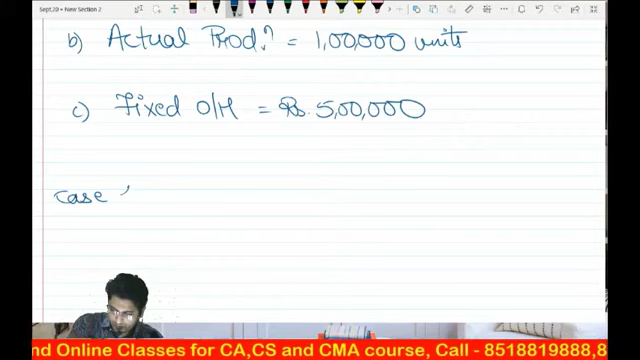 Sept.20 • New Section 2
b) Actual Prod? = 1,00,000 units
c) Fixed O/H = Rs. 5,00,000
case
nd Online Classes for CA,CS and CMA course, Call - 8518819888,8